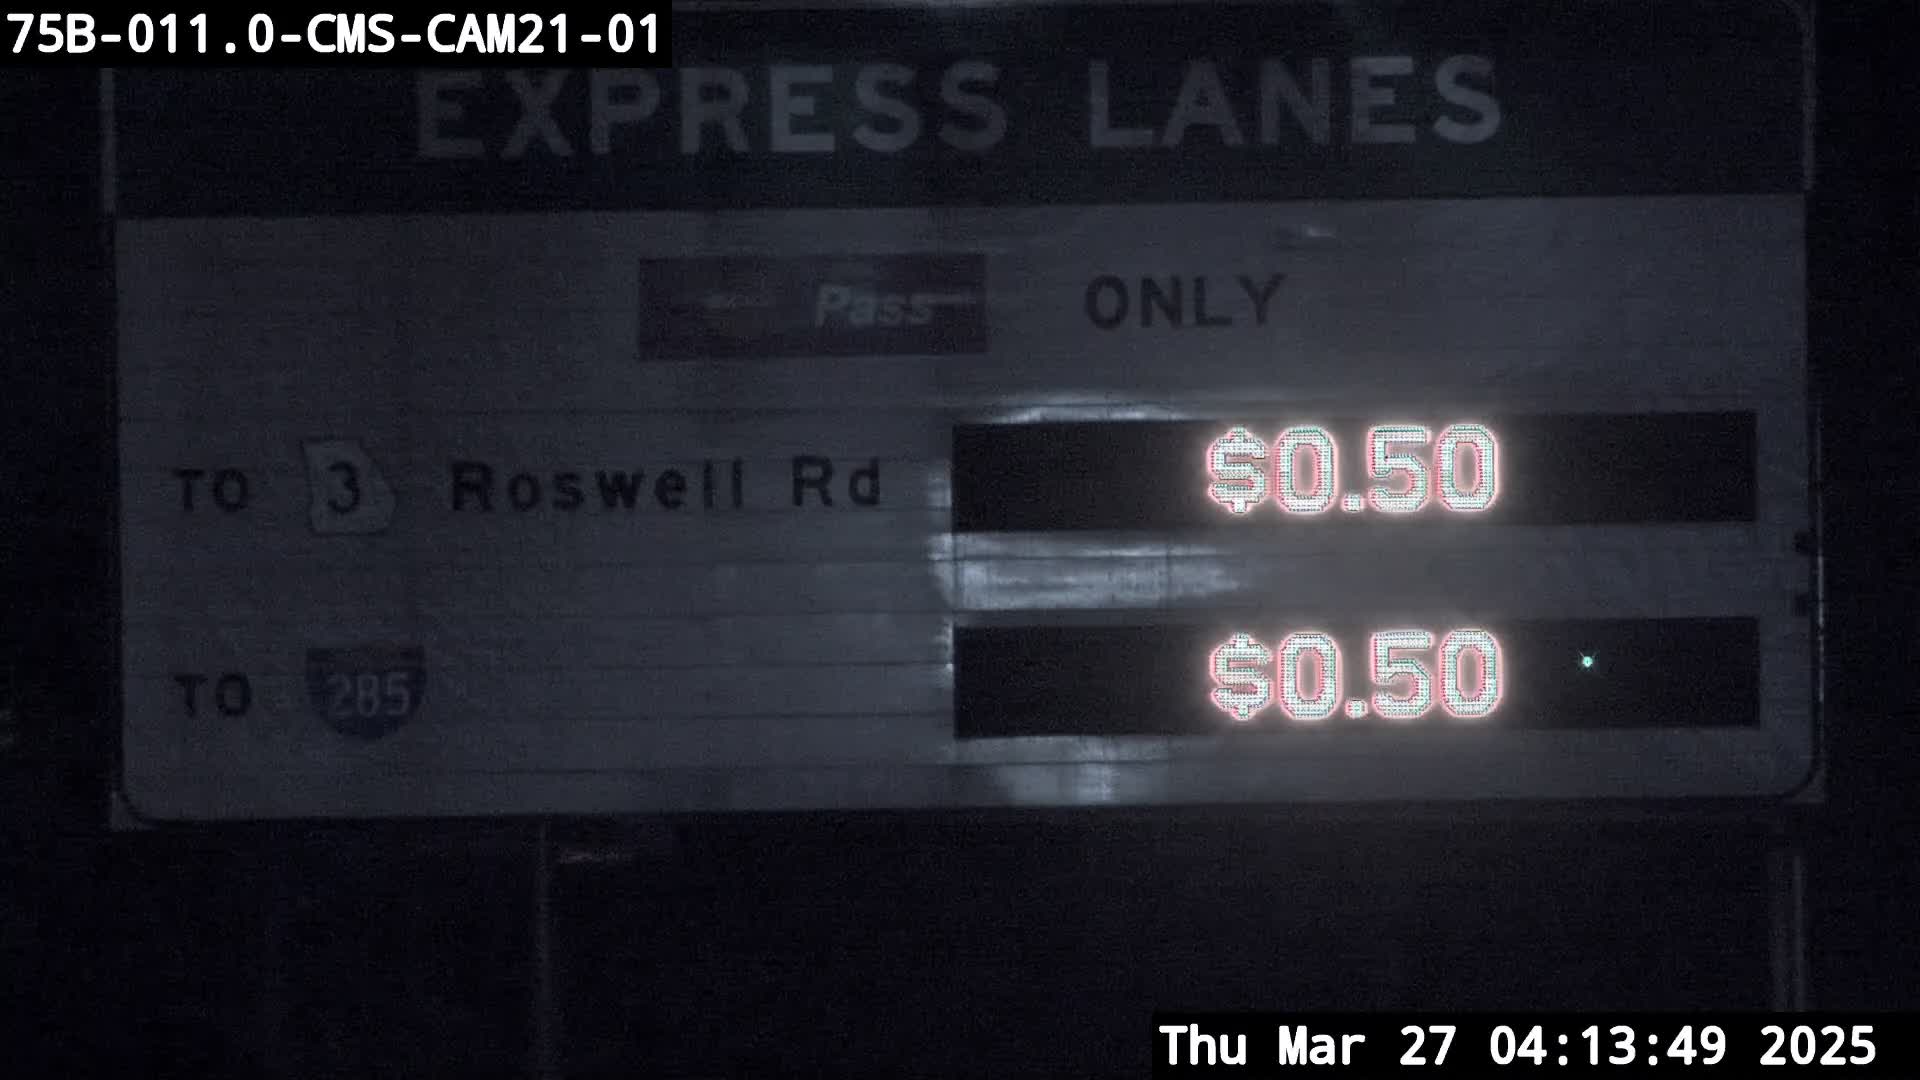 75B-011.0-CMS-CAM21-01
EXPRESS LANES
Pass ONLY
TO 3 Roswell Rd $0.50
TO 285 $0.50
Thu Mar 27 04:13:49 2025